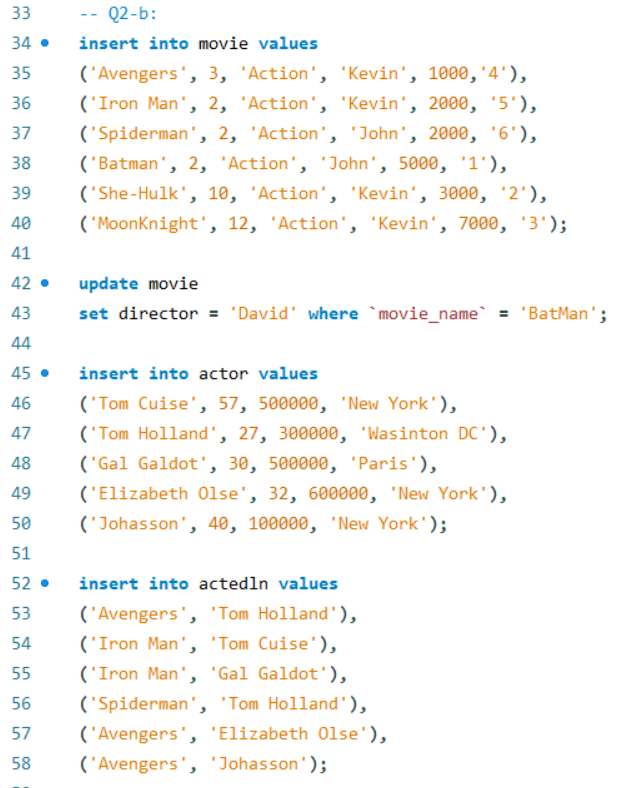 33 -- Q2-b:
34 insert into movie values
35 ('Avengers', 3, 'Action', 'Kevin', 1000,'4'),
36 ('Iron Man', 2, 'Action', 'Kevin', 2000, '5'),
37 ('Spiderman', 2, 'Action', 'John', 2000, '6'),
38 ('Batman', 2, 'Action', 'John', 5000, '1'),
39 ('She-Hulk', 10, 'Action', 'Kevin', 3000, '2'),
40 ('MoonKnight', 12, 'Action', 'Kevin', 7000, '3');
41
42 update movie
43 set director = 'David' where `movie_name` = 'BatMan';
44
45 insert into actor values
46 ('Tom Cuise', 57, 500000, 'New York'),
47 ('Tom Holland', 27, 300000, 'Wasinton DC'),
48 ('Gal Galdot', 30, 500000, 'Paris'),
49 ('Elizabeth Olse', 32, 600000, 'New York'),
50 ('Johasson', 40, 100000, 'New York');
51
52 insert into actedln values
53 ('Avengers', 'Tom Holland'),
54 ('Iron Man', 'Tom Cuise'),
55 ('Iron Man', 'Gal Galdot'),
56 ('Spiderman', 'Tom Holland'),
57 ('Avengers', 'Elizabeth Olse'),
58 ('Avengers', 'Johasson');